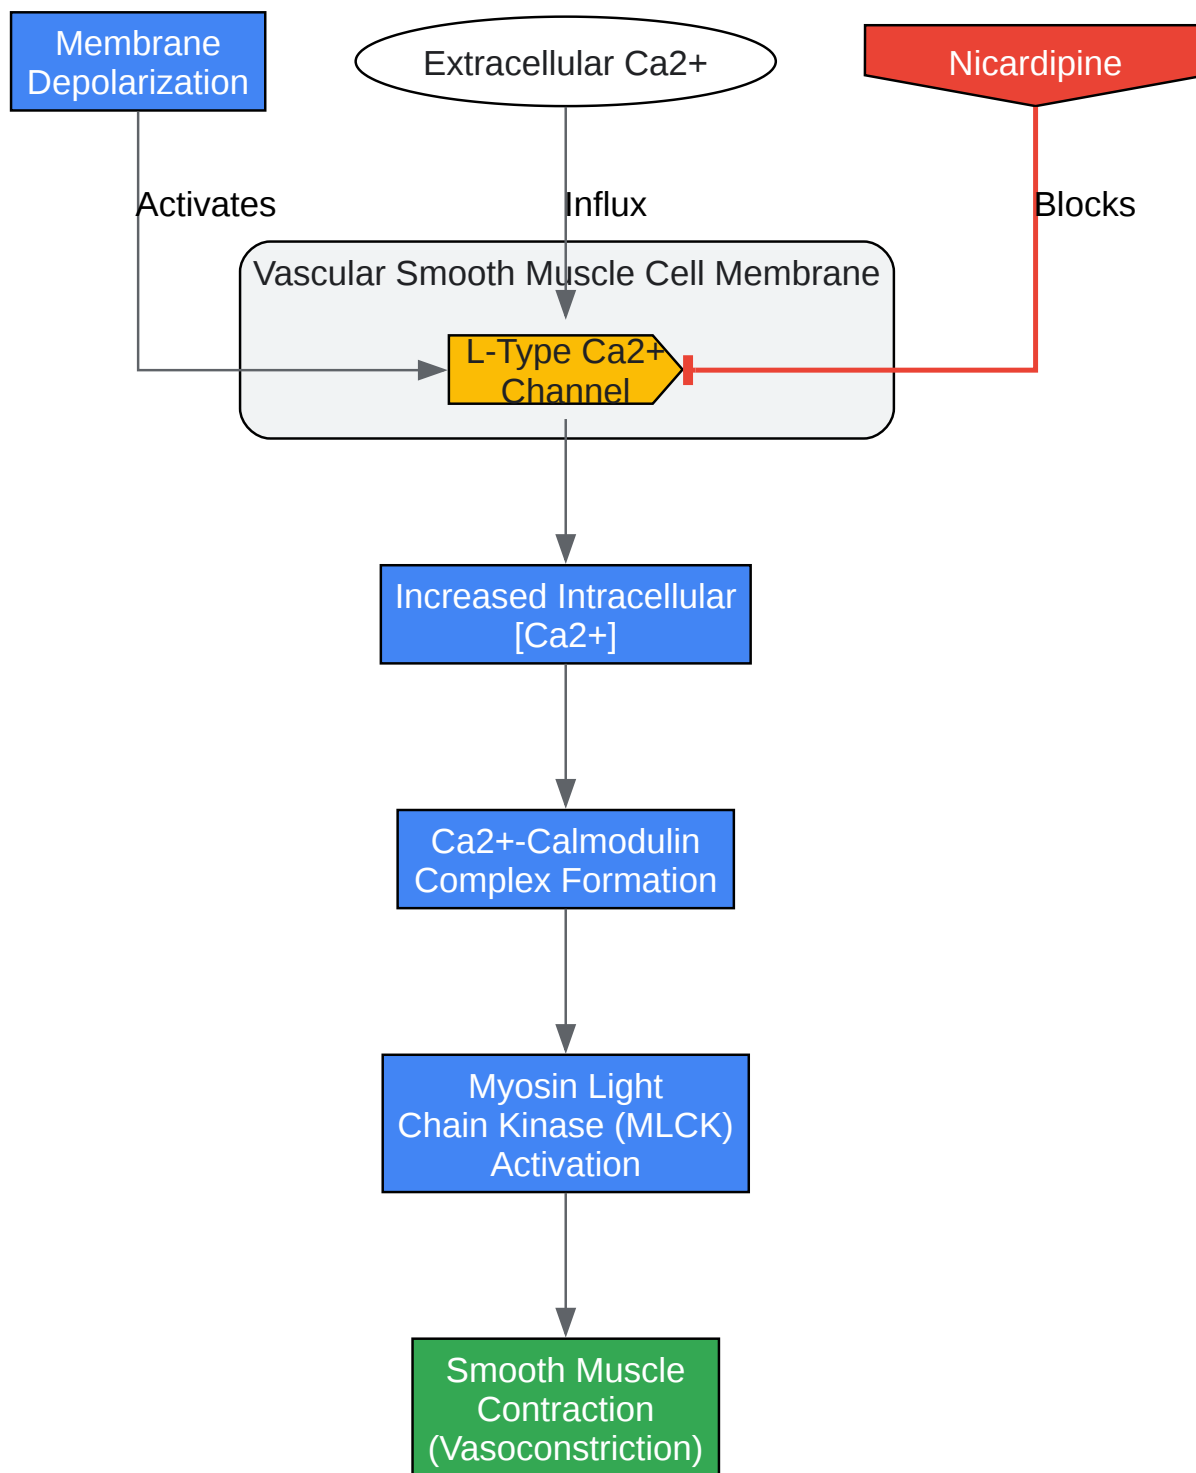 Membrane
Depolarization
Extracellular Ca2+
Nicardipine
Activates
Influx
Blocks
Vascular Smooth Muscle Cell Membrane
L-Type Ca2+
Channel
Increased Intracellular
[Ca2+]
Ca2+-Calmodulin
Complex Formation
Myosin Light
Chain Kinase (MLCK)
Activation
Smooth Muscle
Contraction
(Vasoconstriction)